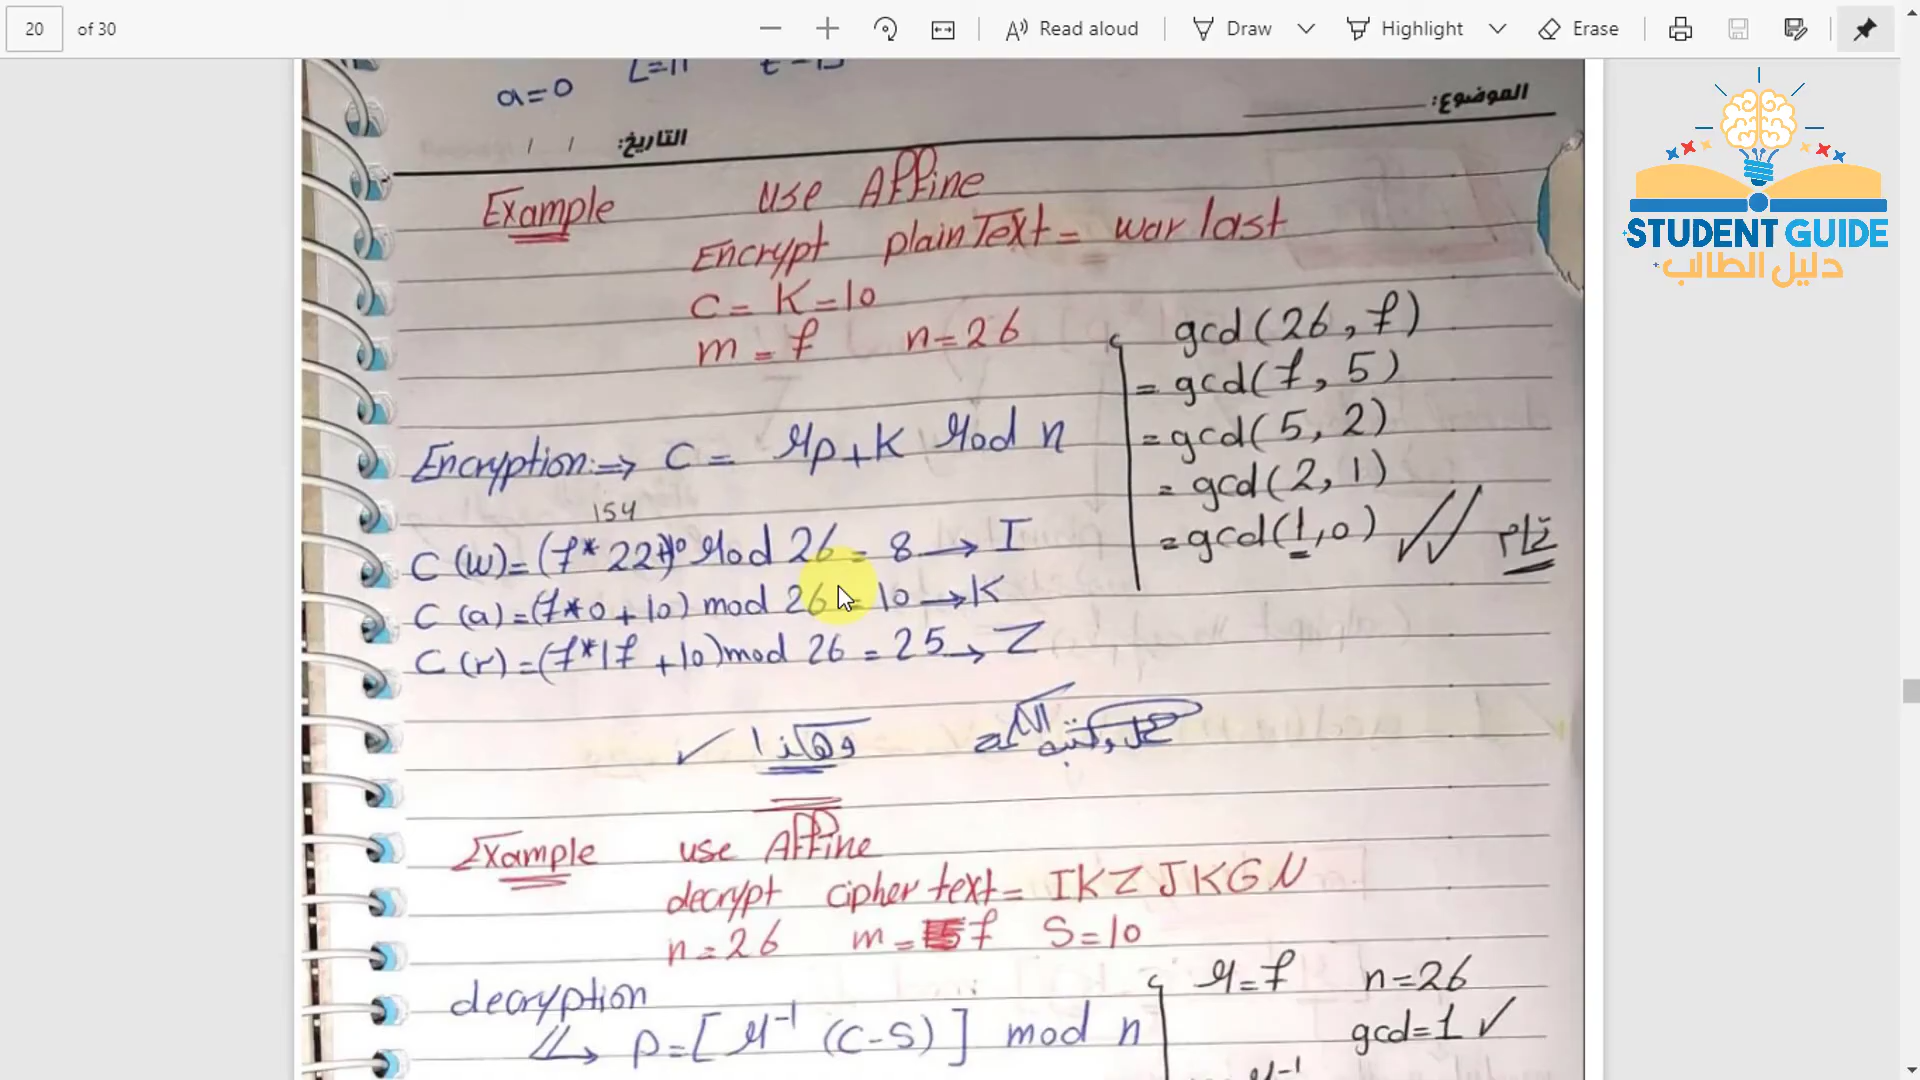 20 of 30 Read aloud Draw Highlight Erase
a=0
الموضوع:
التاريخ: / /
Example use Affine
Encrypt plainText = war last
C = K = 10
m = 7 n = 26
gcd(26, 7)
= gcd(7, 5)
= gcd(5, 2)
= gcd(2, 1)
= gcd(1, 0) تمام
Encryption :⇒ C = Mp + K Mod n
154
C (w) = (7* 22+10 Mod 26 = 8 → I
C (a) = (7*0 + 10) mod 26 = 10 → K
C (r) = (7*17 + 10) mod 26 = 25 → Z
وهكذا ✓
Example use Affine
decrypt cipher text = IKZJKGN
n = 26 m = 7 S = 10
M = 7 n = 26
gcd = 1 ✓
decryption
P = [ M⁻¹ (C - S) ] mod n
M⁻¹
STUDENT GUIDE
دليل الطالب